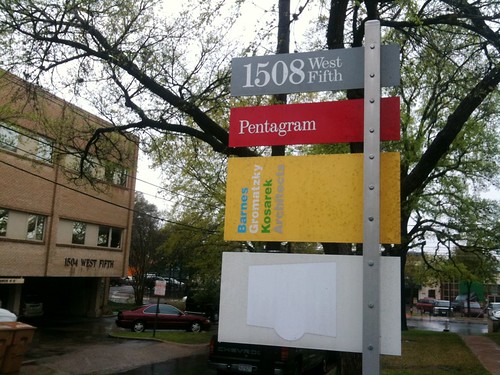 1508 West
Fifth
Pentagram
Barnes
Gromatzky
Kosarek
Architects
1504 WEST FIFTH